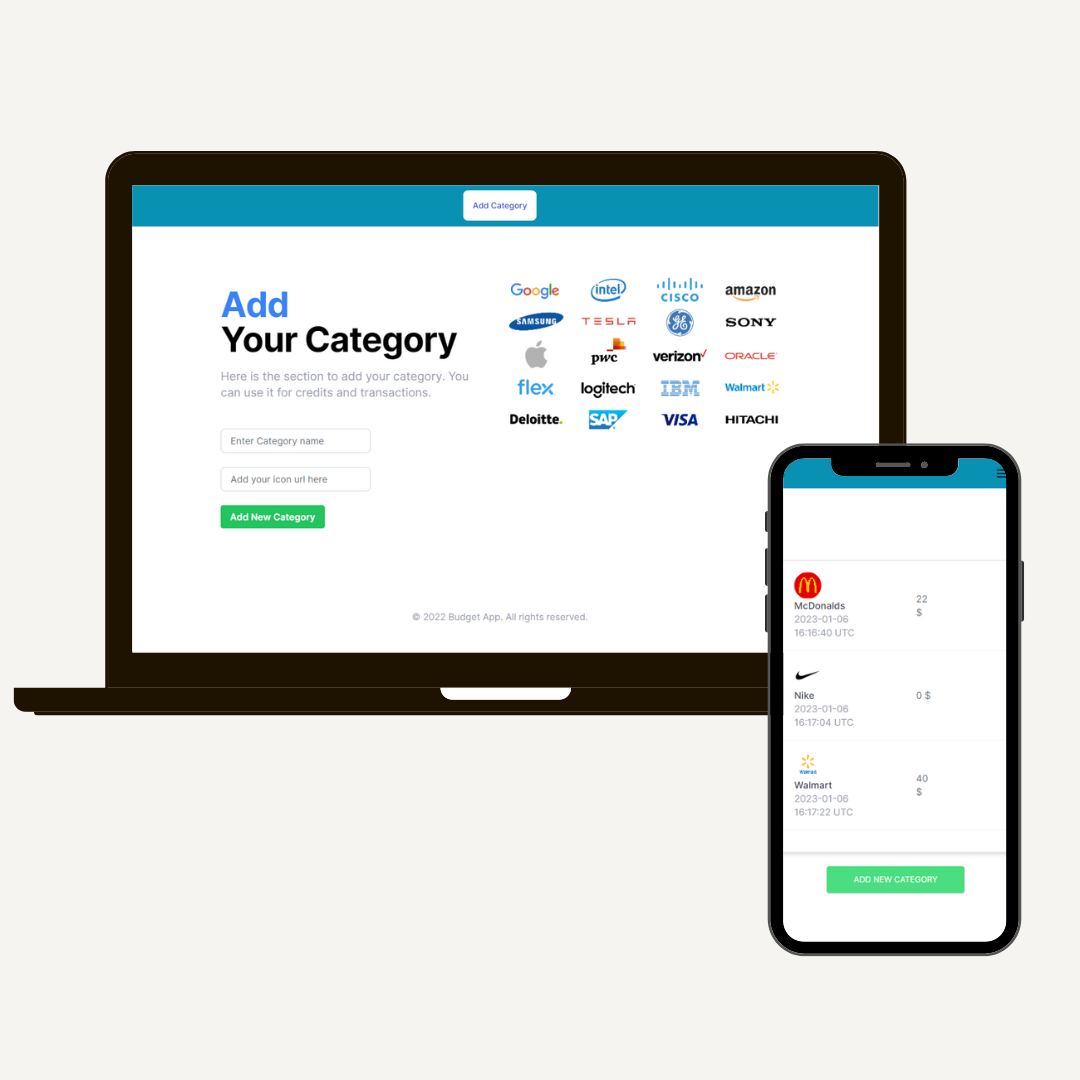 Add Category
Add
Your Category
Here is the section to add your category. You
can use it for credits and transactions.
Enter Category name
Add your icon url here
Add New Category
Google intel CISCO amazon
SAMSUNG TESLA GE SONY
pwc verizon ORACLE
flex logitech IBM Walmart
Deloitte. SAP VISA HITACHI
© 2022 Budget App. All rights reserved.
McDonalds
2023-01-06
16:16:40 UTC
22
$
Nike
2023-01-06
16:17:04 UTC
0 $
Walmart
Walmart
2023-01-06
16:17:22 UTC
40
$
ADD NEW CATEGORY